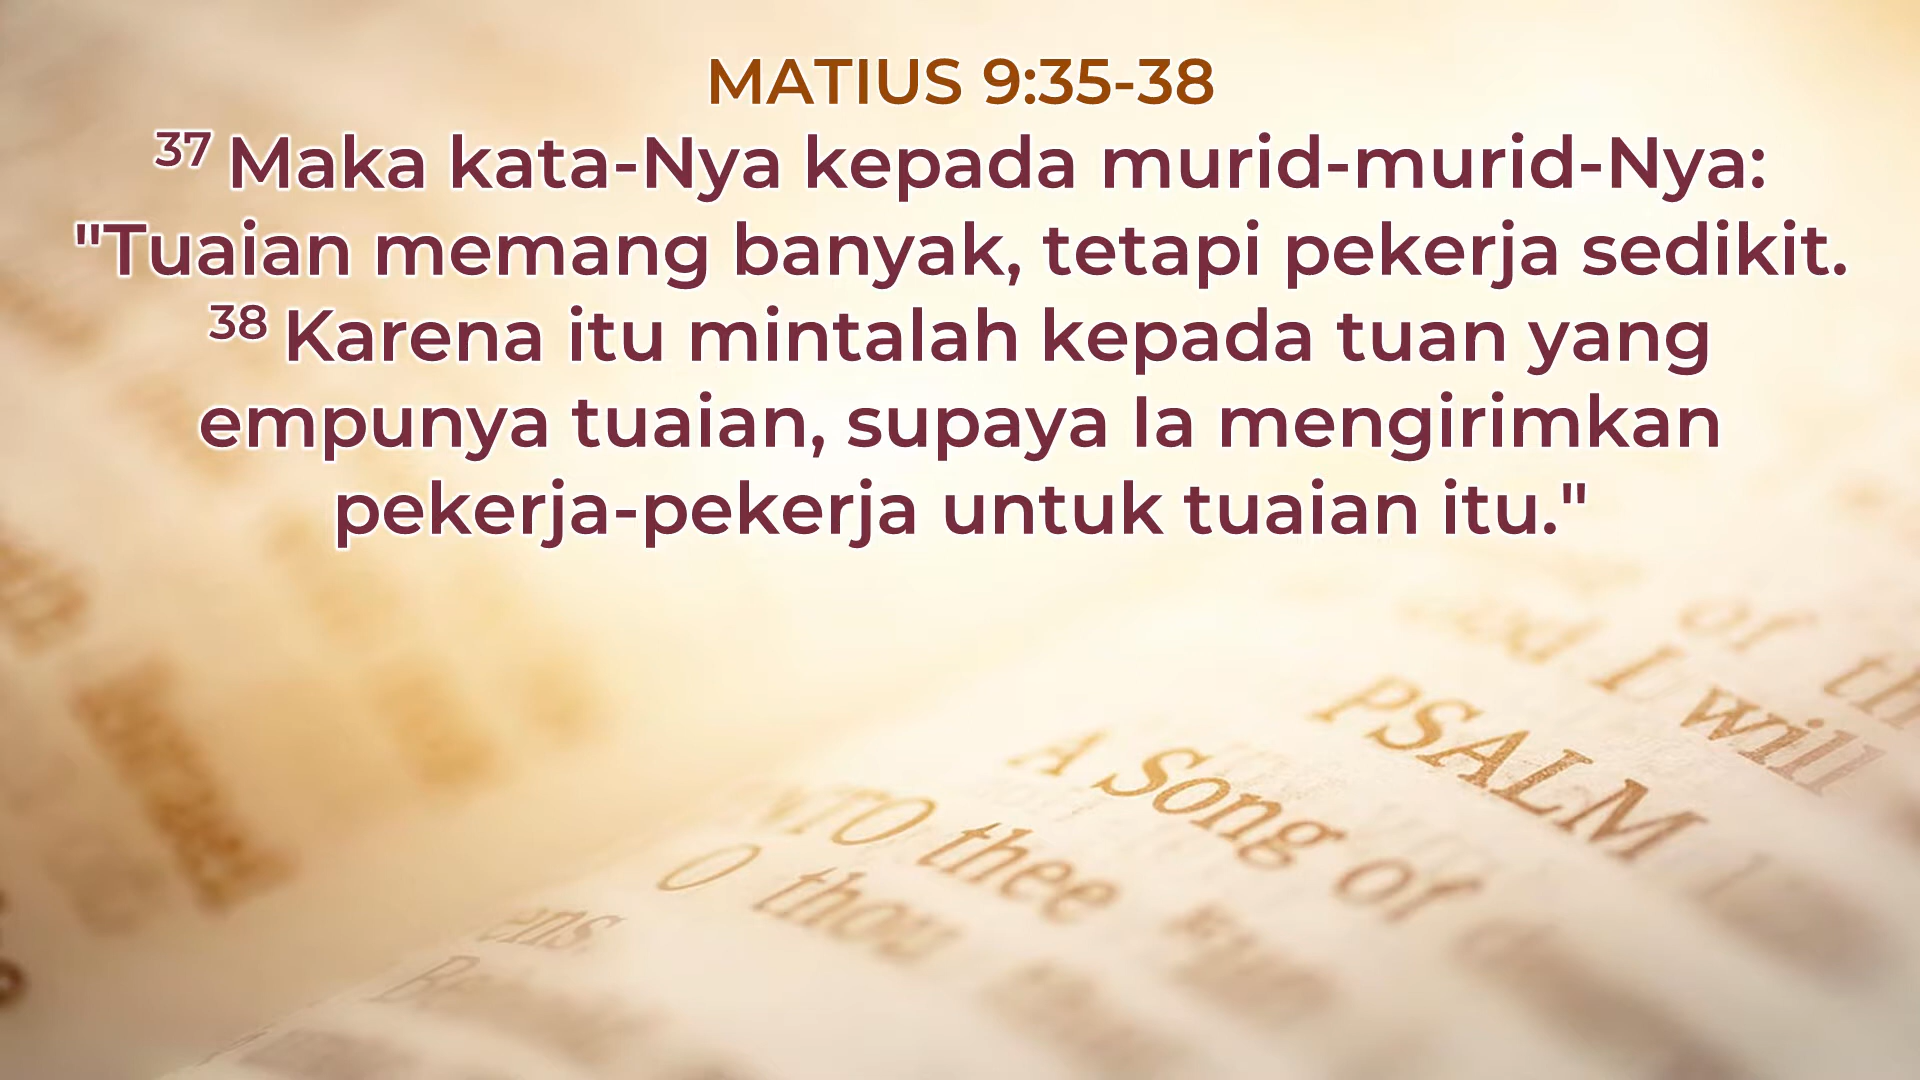 MATIUS 9:35-38
37 Maka kata-Nya kepada murid-murid-Nya:
"Tuaian memang banyak, tetapi pekerja sedikit.
38 Karena itu mintalah kepada tuan yang
empunya tuaian, supaya Ia mengirimkan
pekerja-pekerja untuk tuaian itu."
of th
I will
PSALM
A Song of
thee
O thou